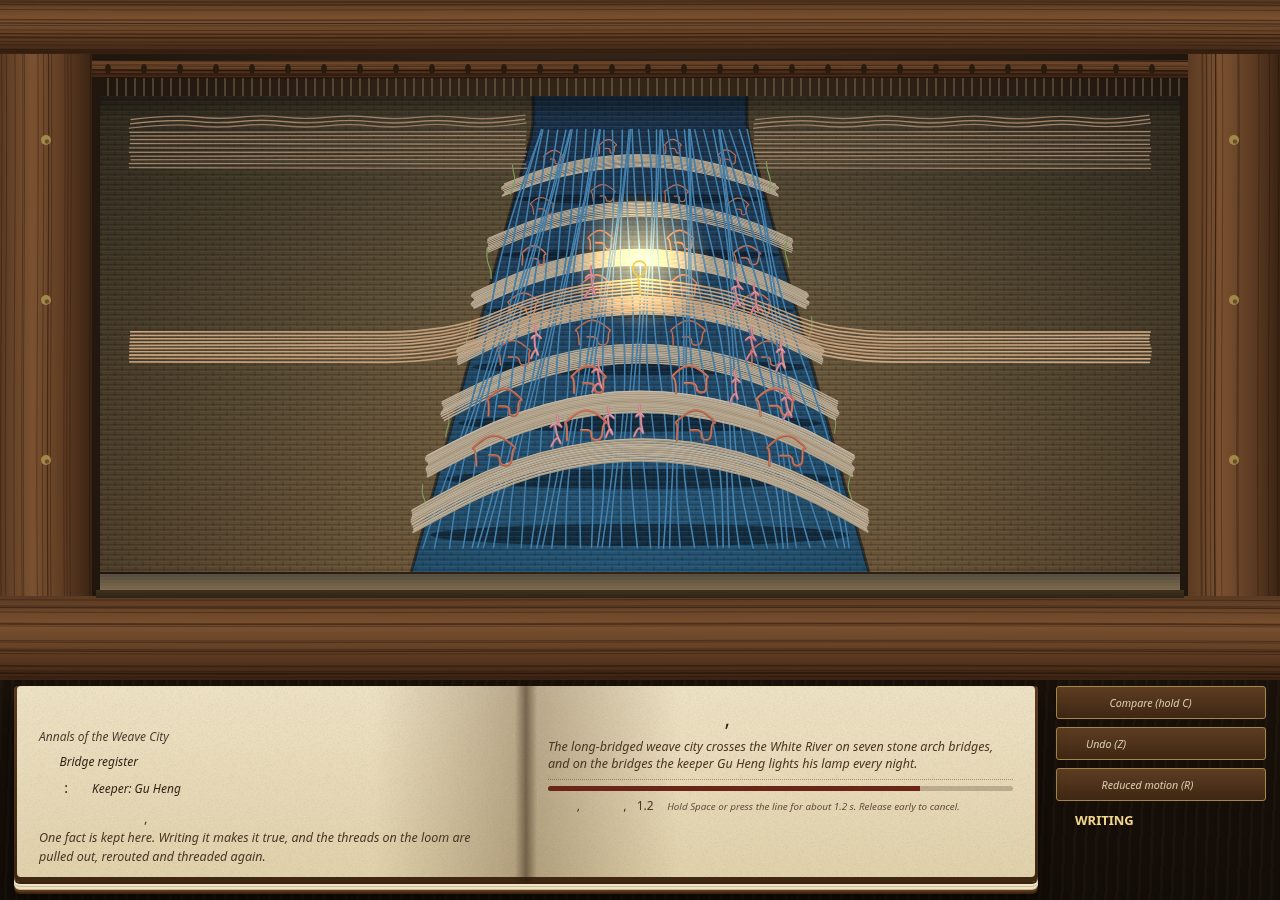 Annals of the Weave City
Bridge register
: Keeper: Gu Heng
,
One fact is kept here. Writing it makes it true, and the threads on the loom are
pulled out, rerouted and threaded again.
,
The long-bridged weave city crosses the White River on seven stone arch bridges,
and on the bridges the keeper Gu Heng lights his lamp every night.
, , 1.2 Hold Space or press the line for about 1.2 s. Release early to cancel.
Compare (hold C)
Undo (Z)
Reduced motion (R)
WRITING